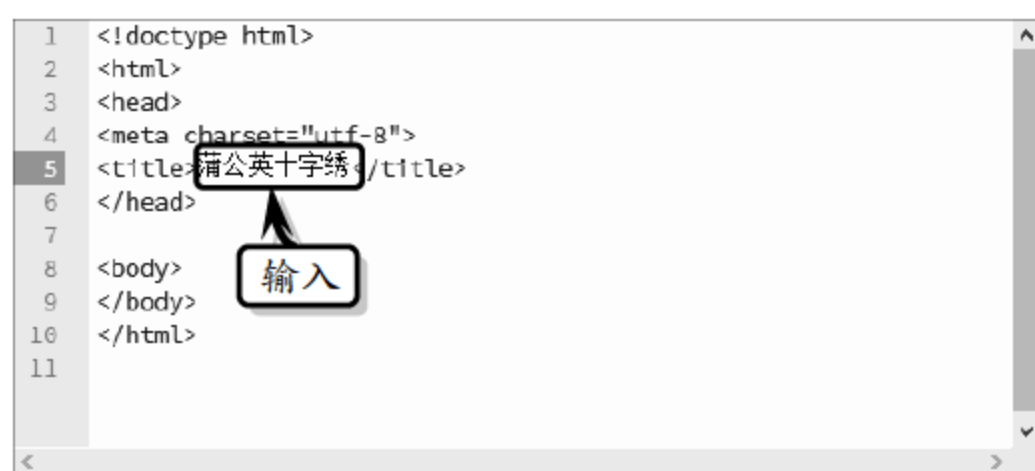 1 <!doctype html>
2 <html>
3 <head>
4 <meta charset="utf-8">
5 <title>蒲公英十字绣</title>
6 </head>
7
8 <body>
输入
9 </body>
10 </html>
11